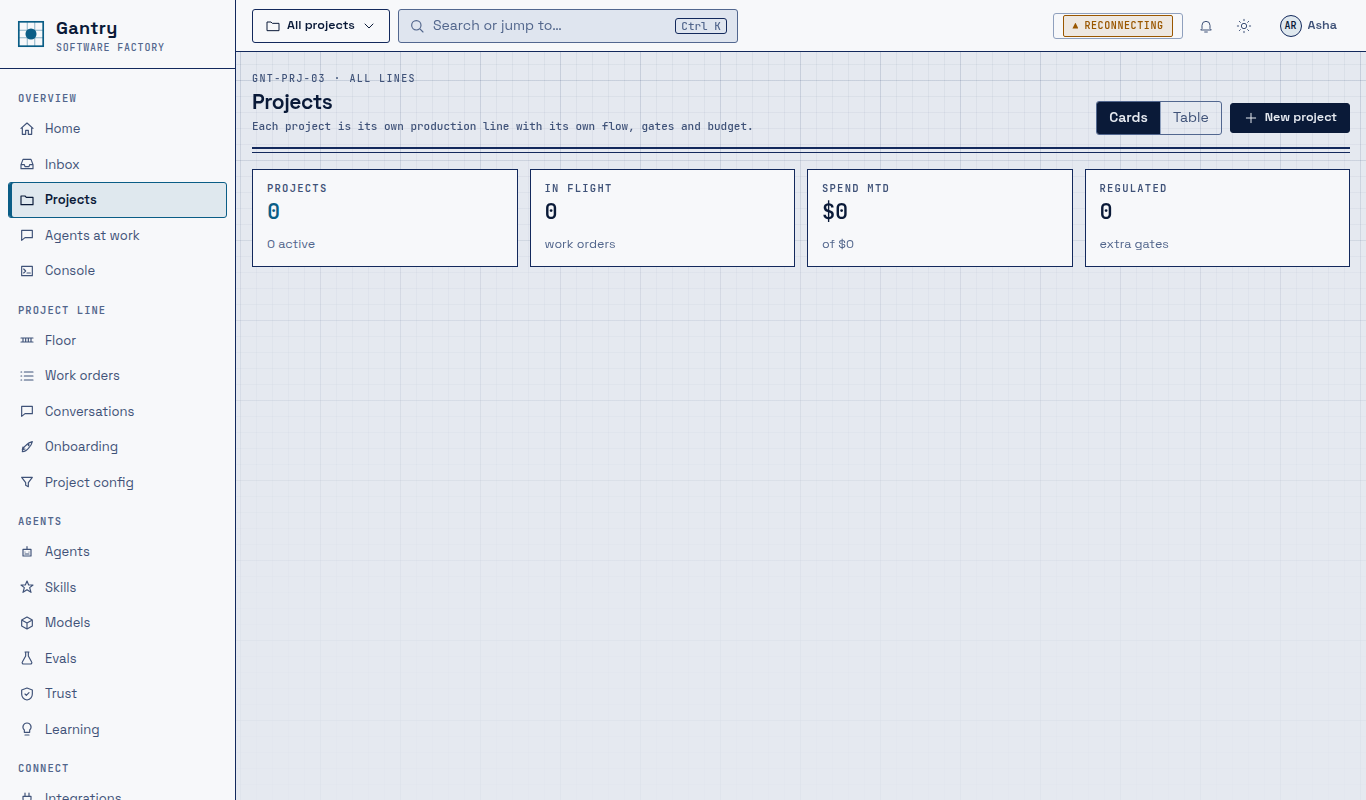 Gantry
SOFTWARE FACTORY
OVERVIEW
Home
Inbox
Projects
Agents at work
Console
PROJECT LINE
Floor
Work orders
Conversations
Onboarding
Project config
AGENTS
Agents
Skills
Models
Evals
Trust
Learning
CONNECT
Integrations
All projects
Search or jump to...
Ctrl K
▲ RECONNECTING
AR
Asha
GNT-PRJ-03 · ALL LINES
Projects
Each project is its own production line with its own flow, gates and budget.
Cards
Table
New project
PROJECTS
0
0 active
IN FLIGHT
0
work orders
SPEND MTD
$0
of $0
REGULATED
0
extra gates